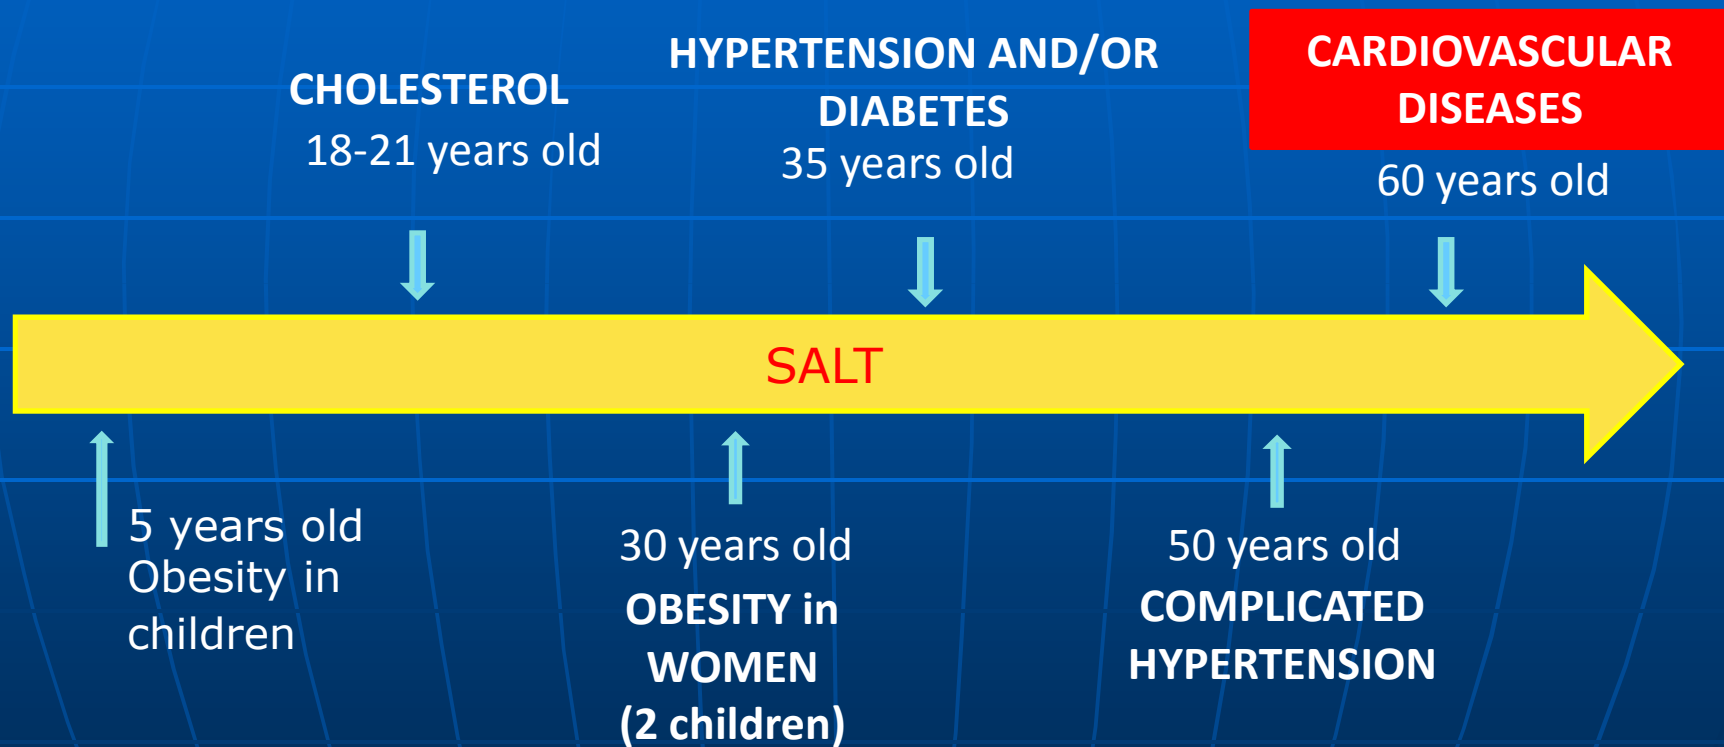 CHOLESTEROL
18-21 years old
HYPERTENSION AND/OR
DIABETES
35 years old
CARDIOVASCULAR
DISEASES
60 years old
SALT
5 years old
Obesity in
children
30 years old
OBESITY in
WOMEN
(2 children)
50 years old
COMPLICATED
HYPERTENSION